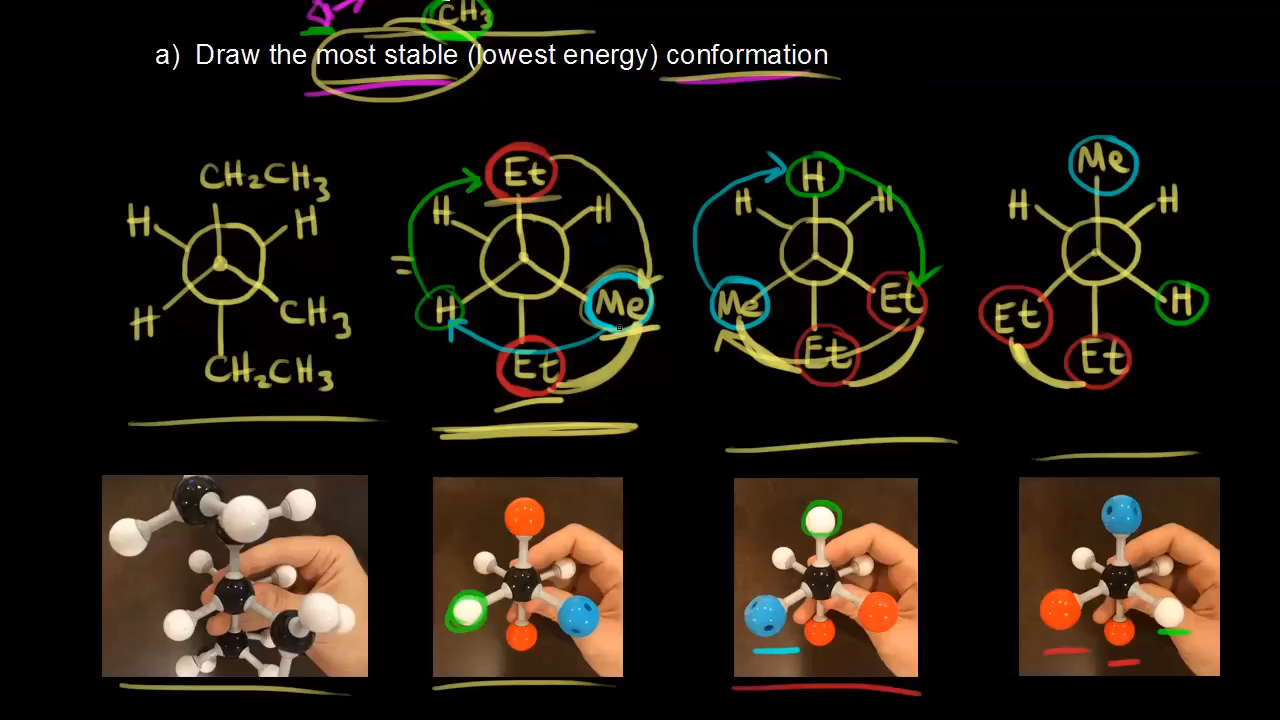 CH₃
a) Draw the most stable (lowest energy) conformation
CH₂CH₃
H H
H CH₃
CH₂CH₃
=
Et
H H
H Me
Et
H
H H
Me Et
Et
Me
H H
Et H
Et